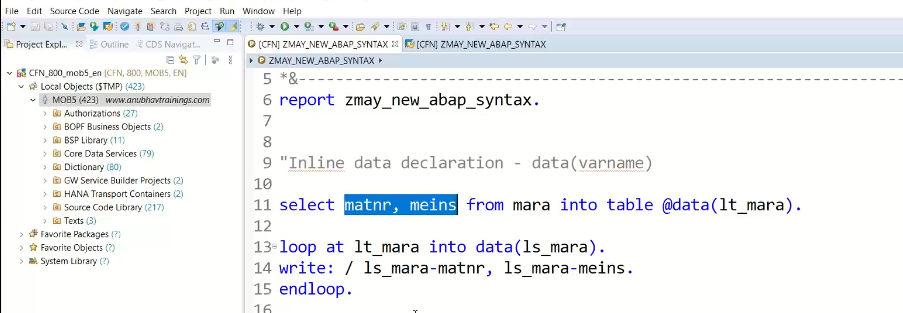 File Edit Source Code Navigate Search Project Run Window Help
Project Expl... Outline CDS Navigat...
CFN_800_mob5_en [CFN, 800, MOB5, EN]
Local Objects ($TMP) (423)
MOB5 (423) www.anubhavtrainings.com
Authorizations (27)
BOPF Business Objects (2)
BSP Library (11)
Core Data Services (79)
Dictionary (80)
GW Service Builder Projects (2)
HANA Transport Containers (2)
Source Code Library (217)
Texts (3)
Favorite Packages (?)
Favorite Objects (?)
System Library (?)
[CFN] ZMAY_NEW_ABAP_SYNTAX [CFN] ZMAY_NEW_ABAP_SYNTAX
ZMAY_NEW_ABAP_SYNTAX
5 *&---------------------------------------------------------------------
6 report zmay_new_abap_syntax.
7
8
9 "Inline data declaration - data(varname)
10
11 select matnr, meins from mara into table @data(lt_mara).
12
13 loop at lt_mara into data(ls_mara).
14 write: / ls_mara-matnr, ls_mara-meins.
15 endloop.
16